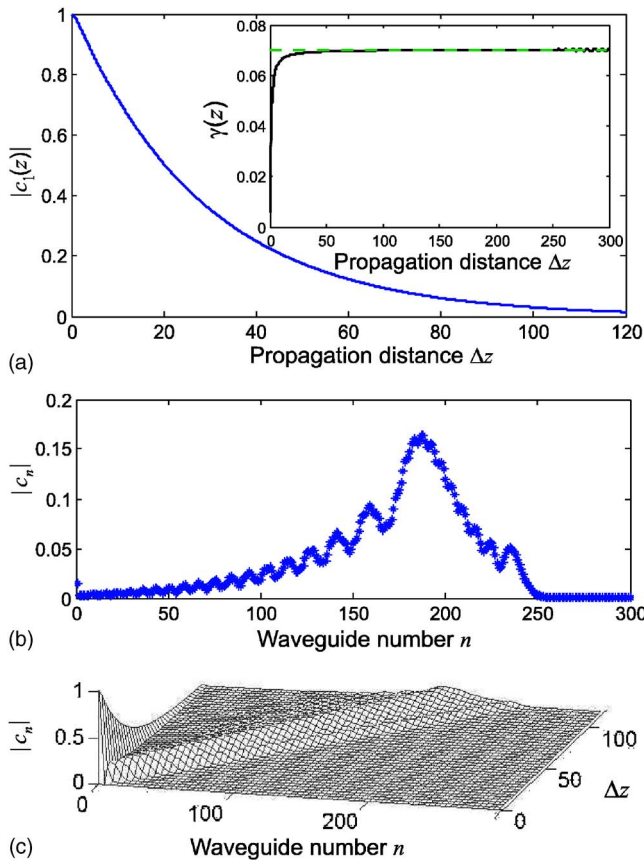 1
0.8
0.6
0.4
0.2
0
|c₁(z)|
0 20 40 60 80 100 120
Propagation distance Δz
0.08
0.06
0.04
0.02
0
γ(z)
0 50 100 150 200 250 300
Propagation distance Δz
(a)
0.2
0.15
0.1
0.05
0
|cₙ|
0 50 100 150 200 250 300
Waveguide number n
(b)
1
0.5
0
|cₙ|
0 100 200
Waveguide number n
0 50 100
Δz
(c)